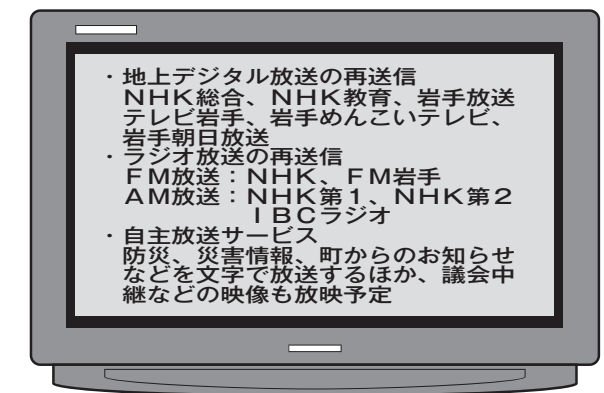 ・地上デジタル放送の再送信
ＮＨＫ総合、ＮＨＫ教育、岩手放送
テレビ岩手、岩手めんこいテレビ、
岩手朝日放送
・ラジオ放送の再送信
ＦＭ放送：ＮＨＫ、ＦＭ岩手
ＡＭ放送：ＮＨＫ第１、ＮＨＫ第２
ＩＢＣラジオ
・自主放送サービス
防災、災害情報、町からのお知らせ
などを文字で放送するほか、議会中
継などの映像も放映予定